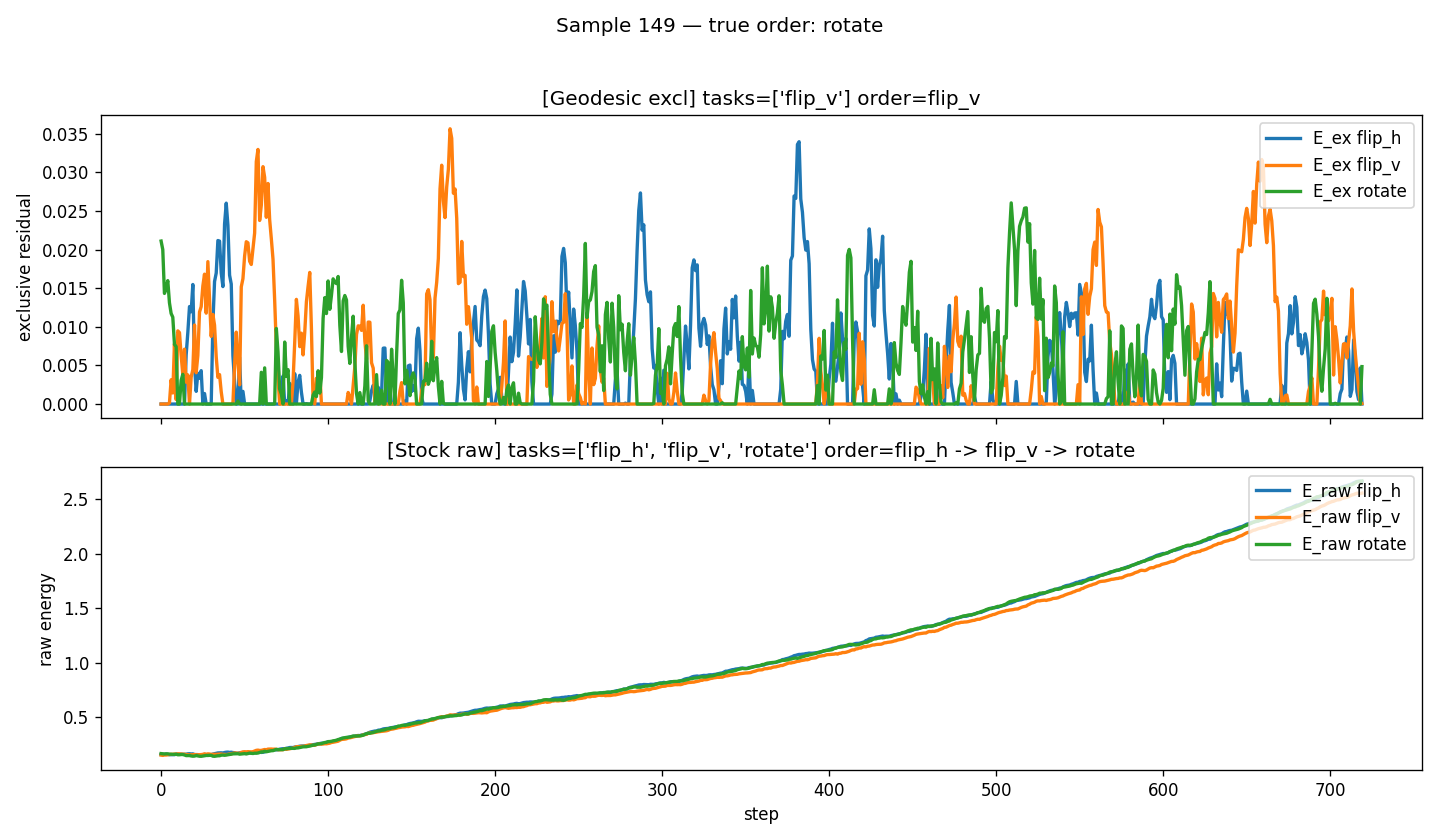 Sample 149 — true order: rotate
[Geodesic excl] tasks=['flip_v'] order=flip_v
exclusive residual
0.035
0.030
0.025
0.020
0.015
0.010
0.005
0.000
E_ex flip_h
E_ex flip_v
E_ex rotate
[Stock raw] tasks=['flip_h', 'flip_v', 'rotate'] order=flip_h -> flip_v -> rotate
raw energy
2.5
2.0
1.5
1.0
0.5
E_raw flip_h
E_raw flip_v
E_raw rotate
0 100 200 300 400 500 600 700
step